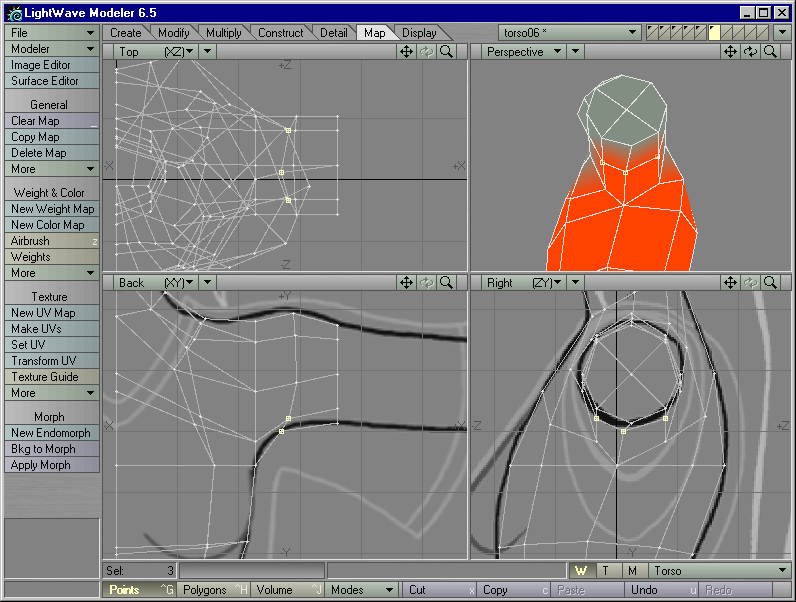 LightWave Modeler 6.5
File
Modeler
Image Editor
Surface Editor
General
Clear Map _
Copy Map
Delete Map
More
Weight & Color
New Weight Map
New Color Map
Airbrush z
Weights
More
Texture
New UV Map
Make UVs
Set UV
Transform UV
Texture Guide
More
Morph
New Endomorph
Bkg to Morph
Apply Morph
Create Modify Multiply Construct Detail Map Display torso06 *
Top (XZ)
+Z
-X
+X
-Z
Perspective
Back (XY)
+Y
-X
X
-Y
Right (ZY)
-Z
+Z
-Y
Sel: 3
W T M Torso
Points ^G Polygons ^H Volume ^J Modes Cut x Copy c Paste v Undo u Redo